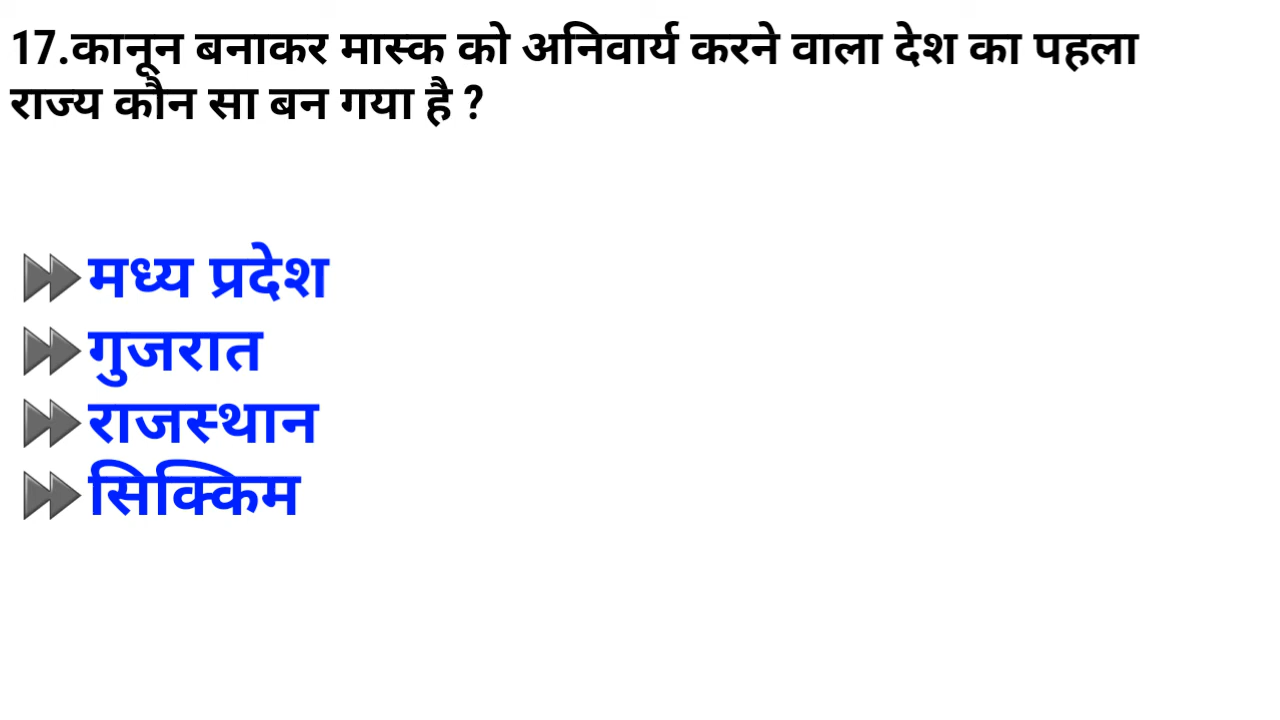 17.कानून बनाकर मास्क को अनिवार्य करने वाला देश का पहला
राज्य कौन सा बन गया है ?
⏩मध्य प्रदेश
⏩गुजरात
⏩राजस्थान
⏩सिक्किम